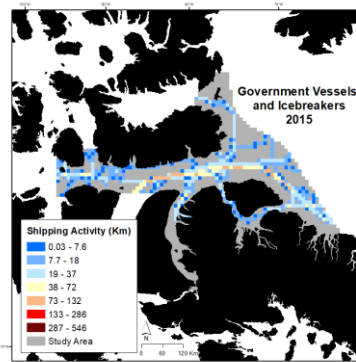 Government Vessels
and Icebreakers
2015
Shipping Activity (Km)
0.03 - 7.6
7.7 - 18
19 - 37
38 - 72
73 - 132
133 - 286
287 - 546
Study Area
N
0
60
120 Km